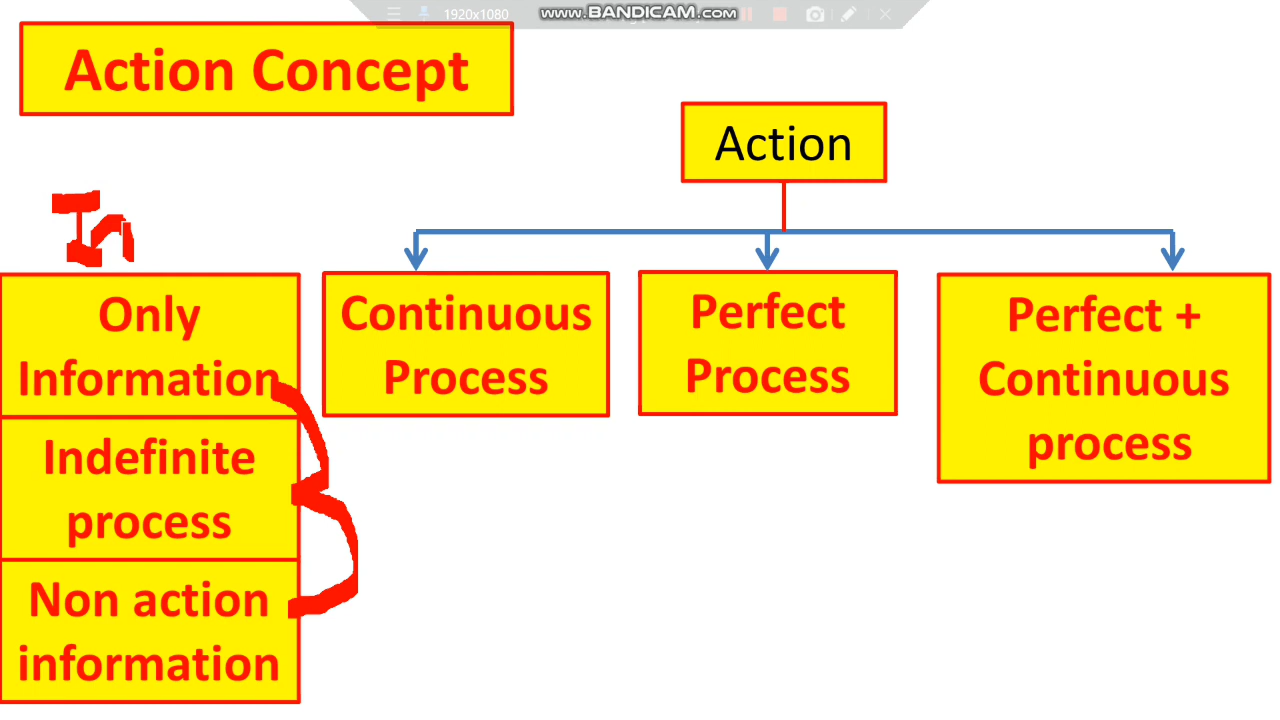 1920x1080
www.BANDICAM.com
Action Concept
Action
In
Only
Information
Indefinite
process
Non action
information
Continuous
Process
Perfect
Process
Perfect +
Continuous
process